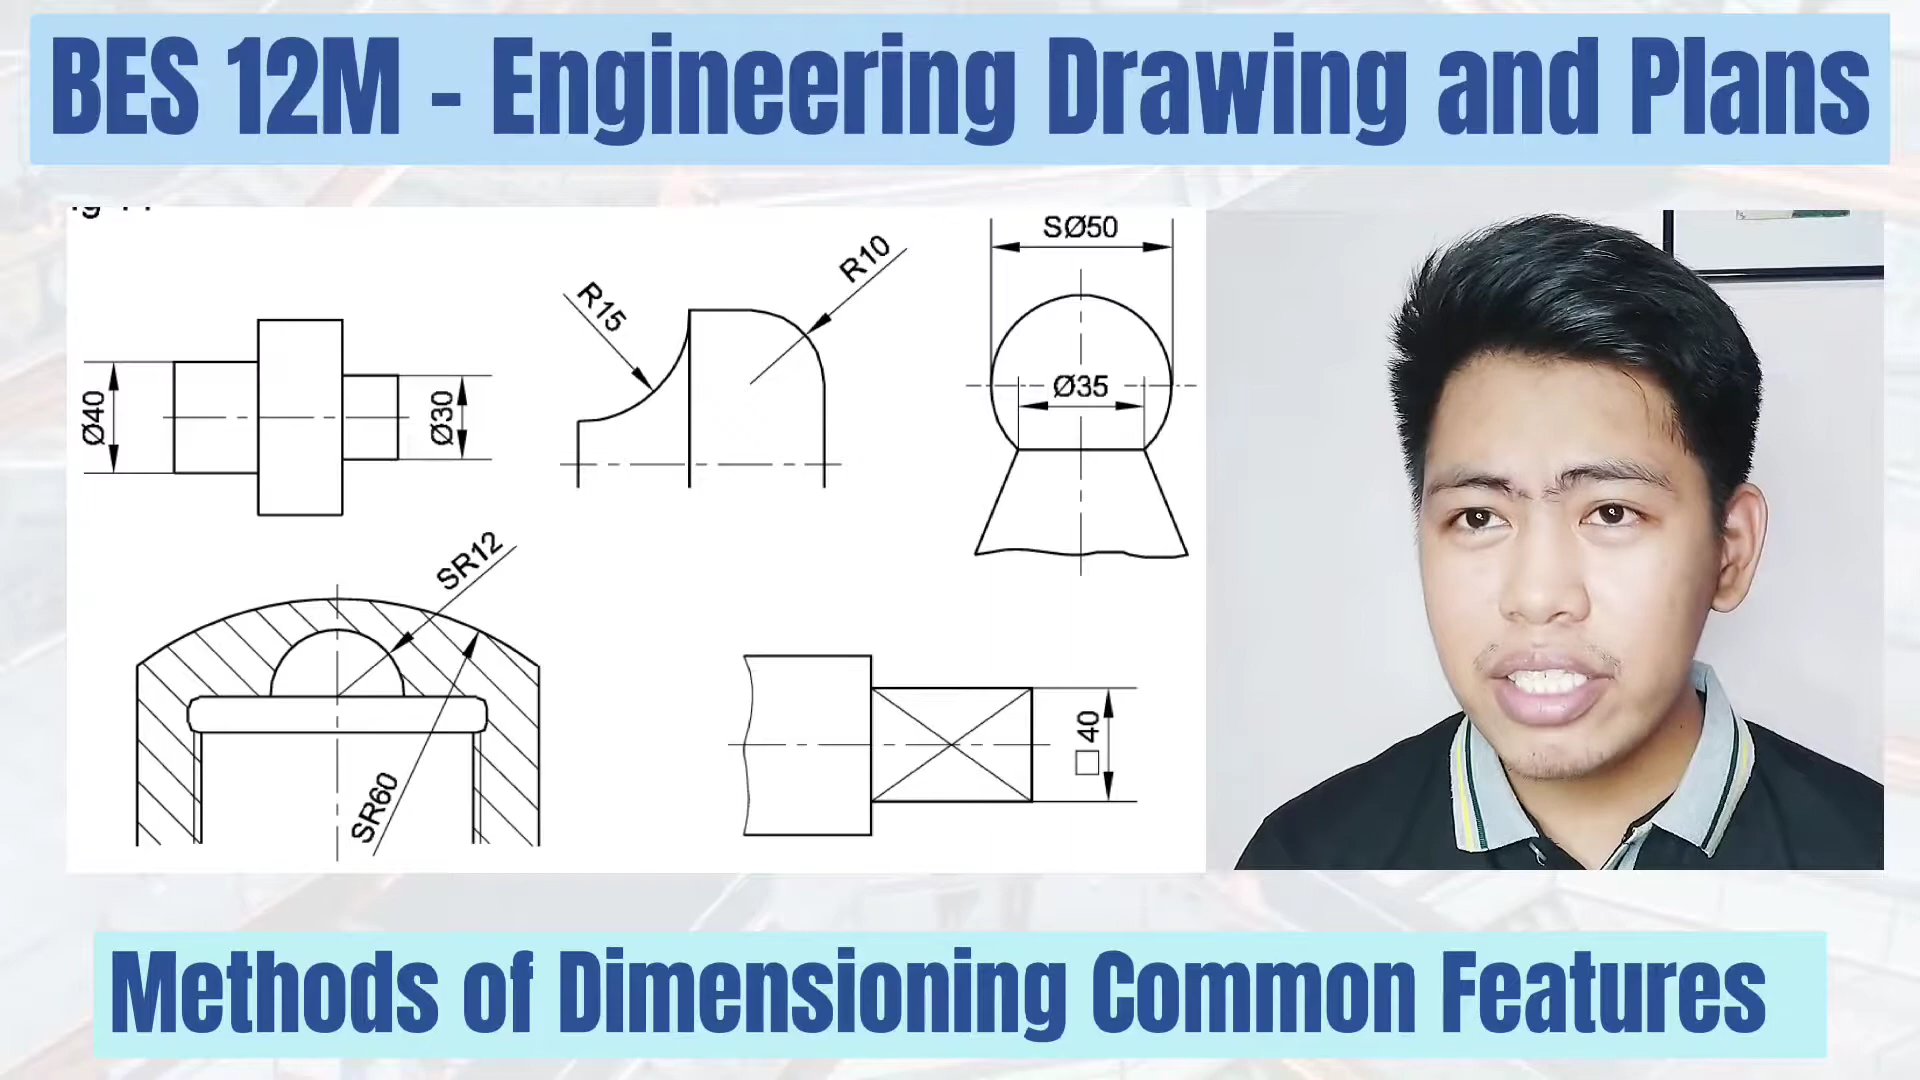 BES 12M - Engineering Drawing and Plans
SØ50
R10
R15
Ø35
Ø40
Ø30
SR12
SR60
□ 40
Methods of Dimensioning Common Features